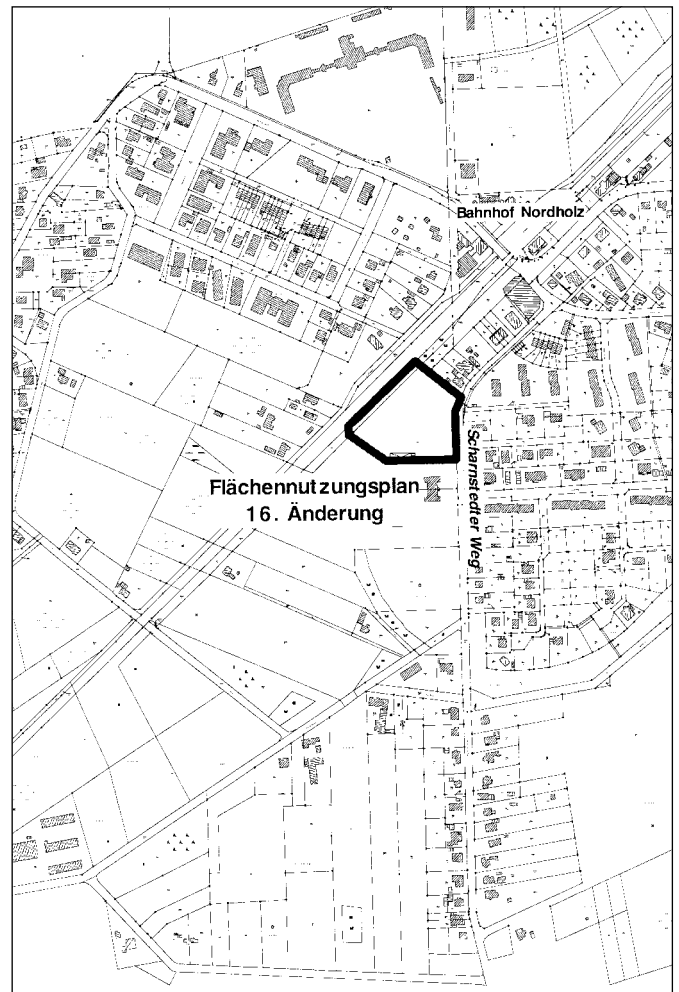 Bahnhof Nordholz
Scharnstedter Weg
Flächennutzungsplan
16. Änderung